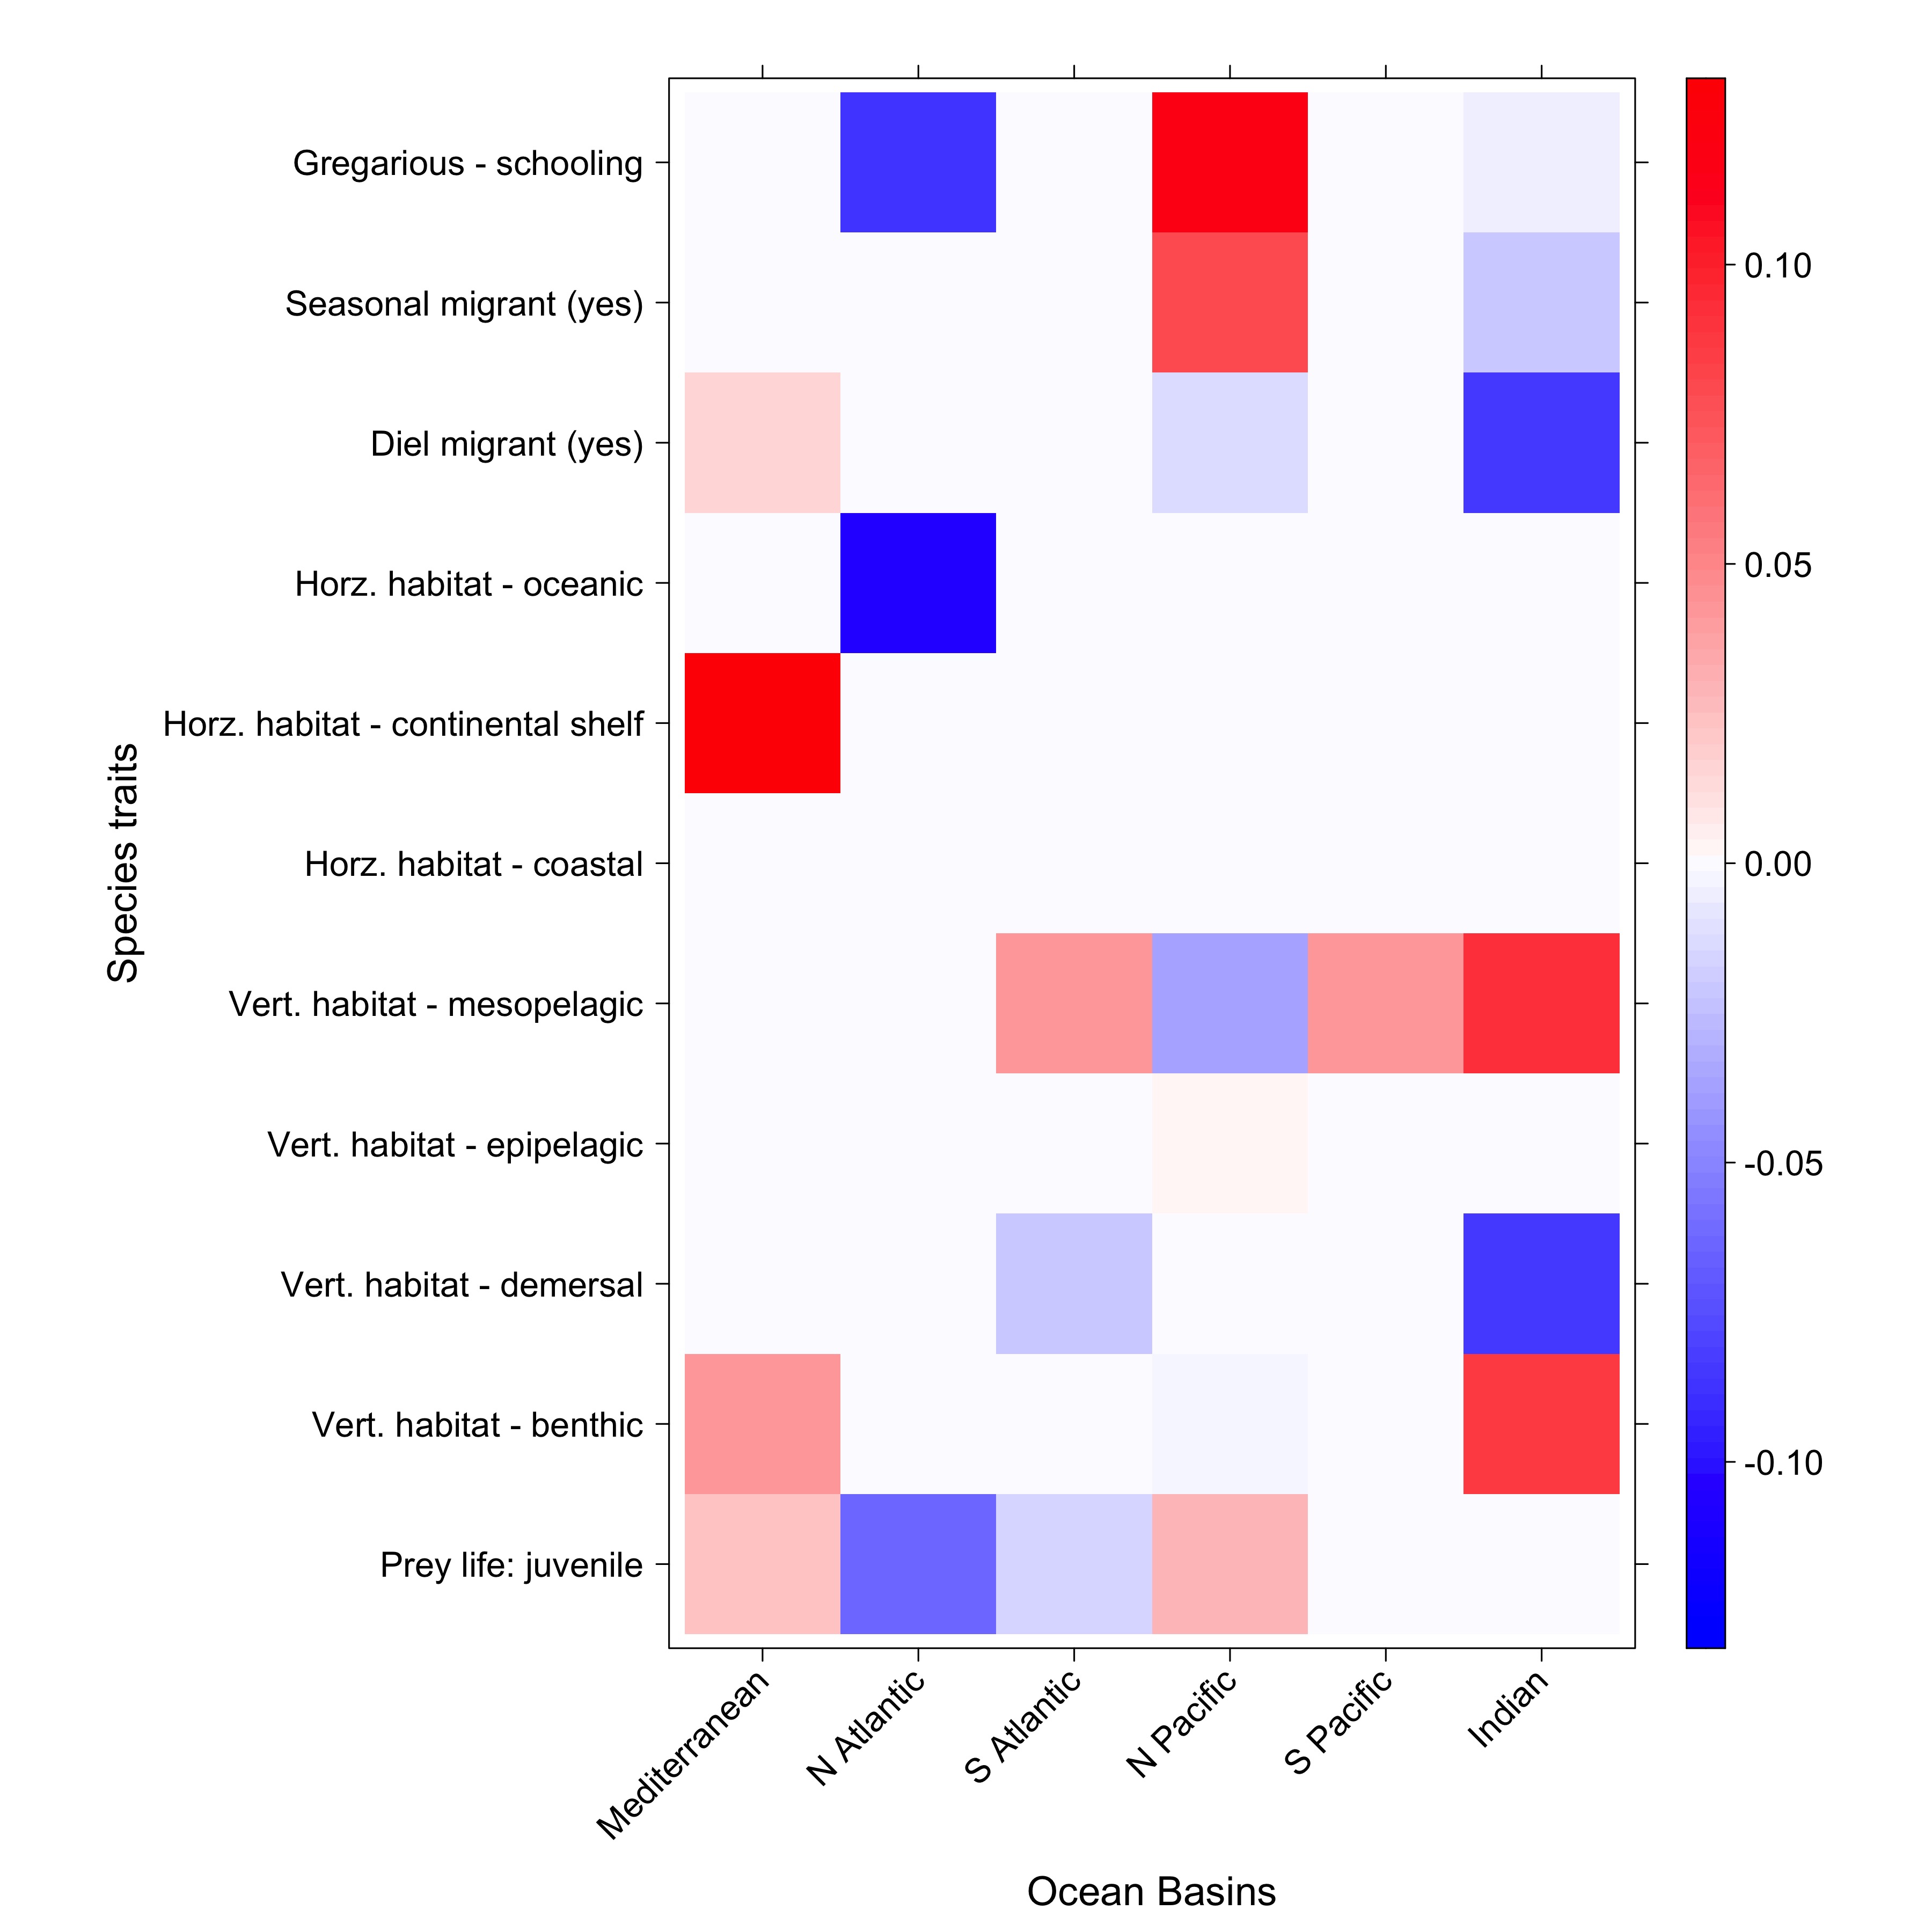 Gregarious - schooling
Seasonal migrant (yes)
Diel migrant (yes)
Horz. habitat - oceanic
Horz. habitat - continental shelf
Horz. habitat - coastal
Vert. habitat - mesopelagic
Vert. habitat - epipelagic
Vert. habitat - demersal
Vert. habitat - benthic
Prey life: juvenile
Species traits
Mediterranean
N Atlantic
S Atlantic
N Pacific
S Pacific
Indian
Ocean Basins
0.10
0.05
0.00
-0.05
-0.10